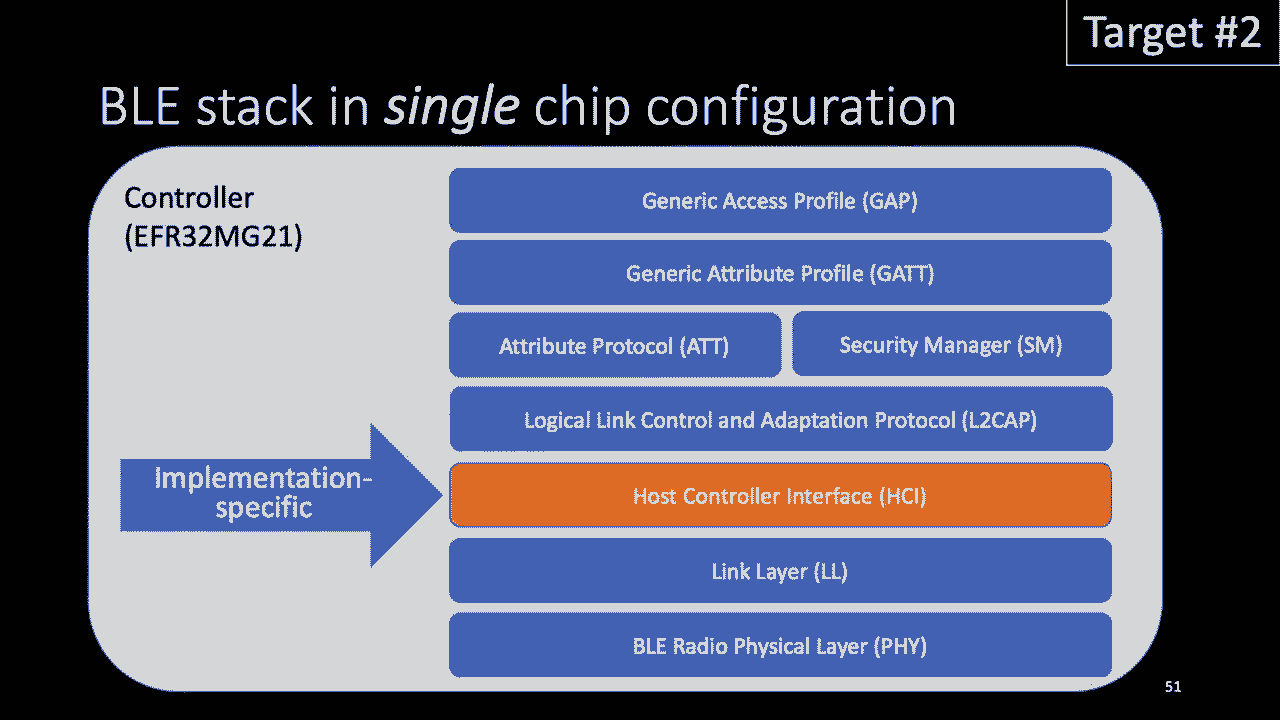 Target #2
BLE stack in single chip configuration
Controller
(EFR32MG21)
Generic Access Profile (GAP)
Generic Attribute Profile (GATT)
Attribute Protocol (ATT)
Security Manager (SM)
Logical Link Control and Adaptation Protocol (L2CAP)
Implementation-
specific
Host Controller Interface (HCI)
Link Layer (LL)
BLE Radio Physical Layer (PHY)
51